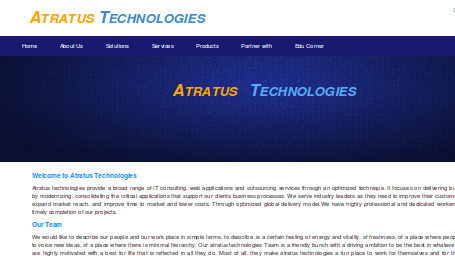 ATRATUS TECHNOLOGIES
Home About Us Solutions Services Products Partner with Edu Corner
ATRATUS TECHNOLOGIES
Welcome to Atratus Technologies
Atratus technologies provide a broad range of IT consulting, web applications and outsourcing services through an optimized technique. It focuses on delivering bu
by modernizing, consolidating the critical applications that support our clients business processes. We serve industry leaders as they need to improve their custome
expand market reach, and improve time to market and lower costs. Through optimized global delivery model.We have highly professional and dedicated workers
timely completion of our projects.
Our Team
We would like to describe our people and our work place in simple terms, to describe ,is a certain feeling of energy and vitality, of freshness, of a place where peop
to voice new ideas, of a place where there is minimal hierarchy. Our atratus technologies Team is a friendly bunch with a driving ambition to be the best in whateve
are highly motivated with a best for life that is reflected in all they do. Most of all, they make atratus technologies a fun place to work for themselves and for th